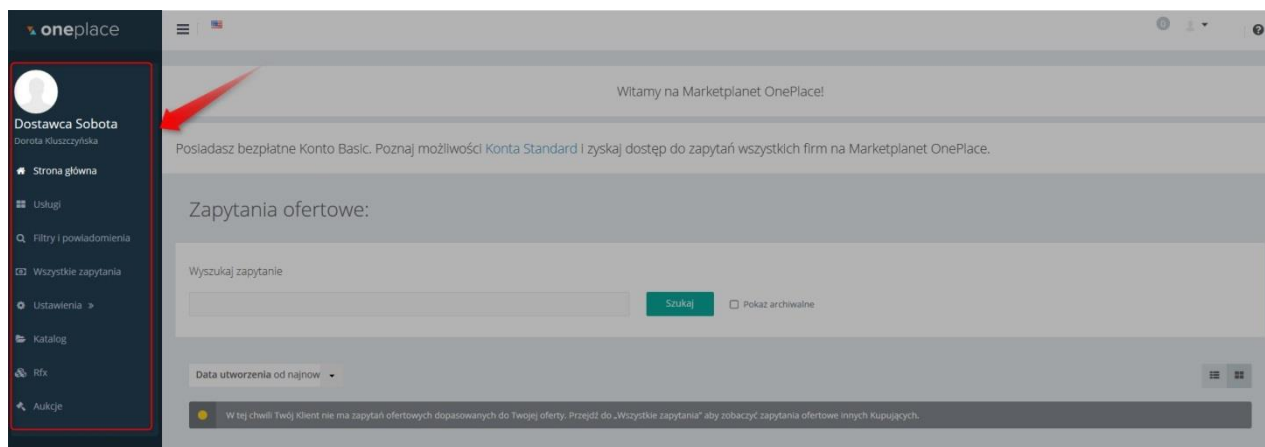 oneplace
0
Dostawca Sobota
Dorota Kluszczyńska
Strona główna
Usługi
Filtry i powiadomienia
Wszystkie zapytania
Ustawienia »
Katalog
Rfx
Aukcje
Witamy na Marketplanet OnePlace!
Posiadasz bezpłatne Konto Basic. Poznaj możliwości Konta Standard i zyskaj dostęp do zapytań wszystkich firm na Marketplanet OnePlace.
Zapytania ofertowe:
Wyszukaj zapytanie
Szukaj
Pokaż archiwalne
Data utworzenia od najnow
W tej chwili Twój Klient nie ma zapytań ofertowych dopasowanych do Twojej oferty. Przejdź do „Wszystkie zapytania” aby zobaczyć zapytania ofertowe innych Kupujących.